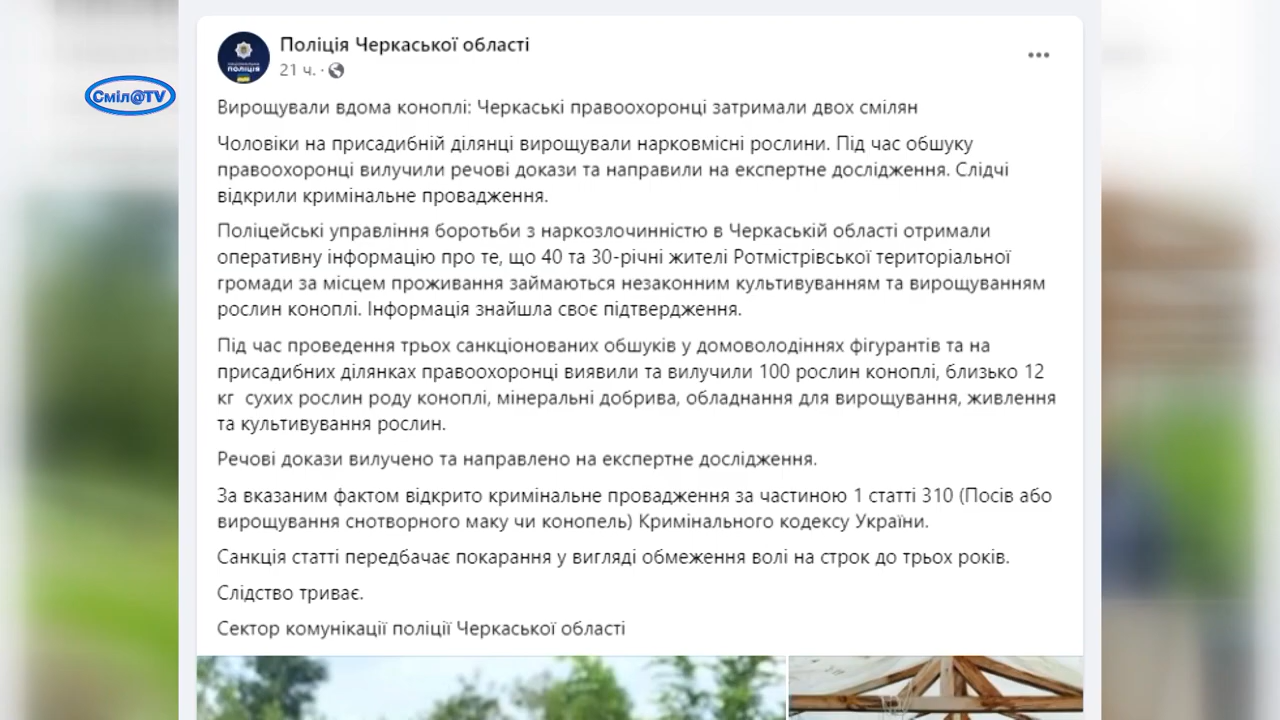 Поліція Черкаської області
21 ч. ·
Сміл@TV
Вирощували вдома коноплі: Черкаські правоохоронці затримали двох смілян
Чоловіки на присадибній ділянці вирощували нарковмісні рослини. Під час обшуку
правоохоронці вилучили речові докази та направили на експертне дослідження. Слідчі
відкрили кримінальне провадження.
Поліцейські управління боротьби з наркозлочинністю в Черкаській області отримали
оперативну інформацію про те, що 40 та 30-річні жителі Ротмістрівської територіальної
громади за місцем проживання займаються незаконним культивуванням та вирощуванням
рослин коноплі. Інформація знайшла своє підтвердження.
Під час проведення трьох санкціонованих обшуків у домоволодіннях фігурантів та на
присадибних ділянках правоохоронці виявили та вилучили 100 рослин коноплі, близько 12
кг сухих рослин роду коноплі, мінеральні добрива, обладнання для вирощування, живлення
та культивування рослин.
Речові докази вилучено та направлено на експертне дослідження.
За вказаним фактом відкрито кримінальне провадження за частиною 1 статті 310 (Посів або
вирощування снотворного маку чи конопель) Кримінального кодексу України.
Санкція статті передбачає покарання у вигляді обмеження волі на строк до трьох років.
Слідство триває.
Сектор комунікації поліції Черкаської області